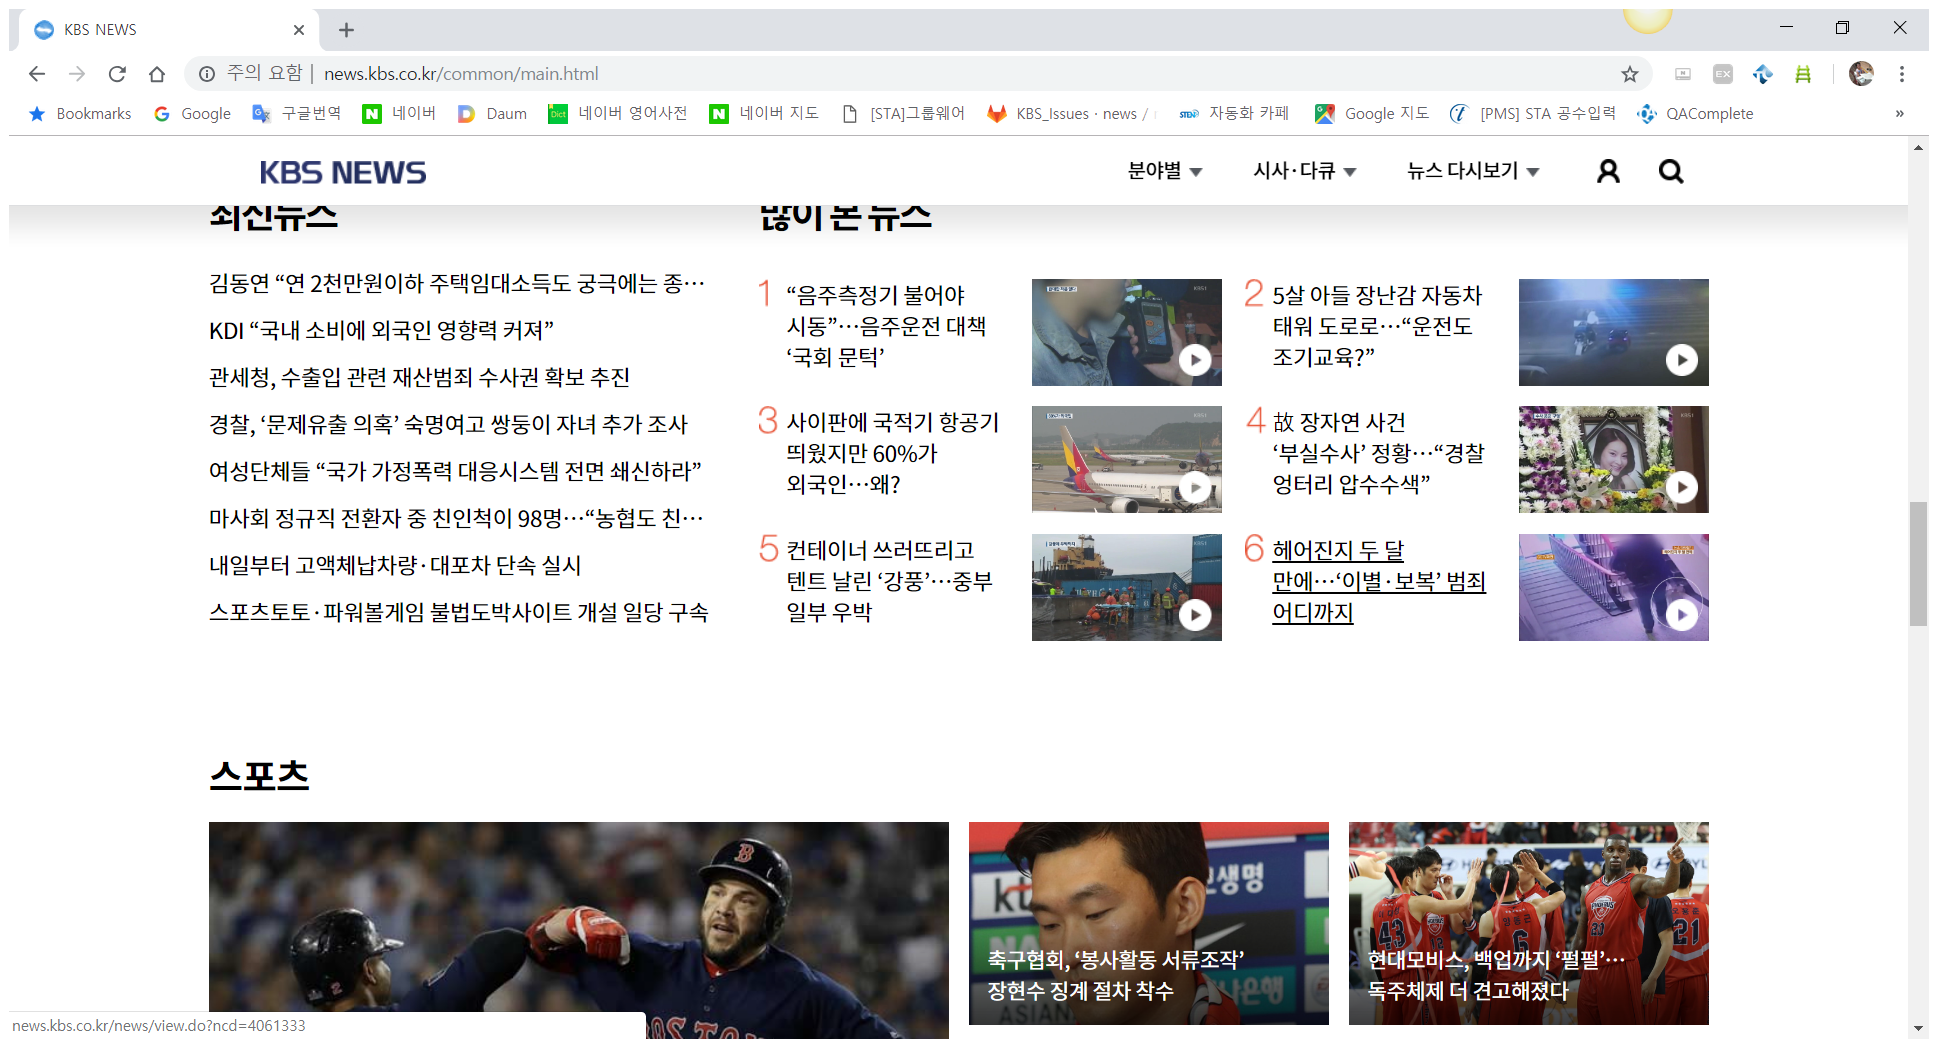 KBS NEWS
주의 요함 | news.kbs.co.kr/common/main.html
EX
Bookmarks
Google
구글번역
네이버
Daum
네이버 영어사전
네이버 지도
[STA]그룹웨어
KBS_Issues · news /
자동화 카페
Google 지도
[PMS] STA 공수입력
QAComplete
»
KBS NEWS
분야별
시사·다큐
뉴스 다시보기
최신뉴스
김동연 “연 2천만원이하 주택임대소득도 궁극에는 종…
KDI “국내 소비에 외국인 영향력 커져”
관세청, 수출입 관련 재산범죄 수사권 확보 추진
경찰, ‘문제유출 의혹’ 숙명여고 쌍둥이 자녀 추가 조사
여성단체들 “국가 가정폭력 대응시스템 전면 쇄신하라”
마사회 정규직 전환자 중 친인척이 98명…“농협도 친…
내일부터 고액체납차량·대포차 단속 실시
스포츠토토·파워볼게임 불법도박사이트 개설 일당 구속
많이 본 뉴스
1 “음주측정기 불어야
시동”…음주운전 대책
‘국회 문턱’
2 5살 아들 장난감 자동차
태워 도로로…“운전도
조기교육?”
3 사이판에 국적기 항공기
띄웠지만 60%가
외국인…왜?
4 故 장자연 사건
‘부실수사’ 정황…“경찰
엉터리 압수수색”
5 컨테이너 쓰러뜨리고
텐트 날린 ‘강풍’…중부
일부 우박
6 헤어진지 두 달
만에…‘이별·보복’ 범죄
어디까지
스포츠
B
2
BOSTON
kt
생명
나은행
ASIAN
축구협회, ‘봉사활동 서류조작’
장현수 징계 절차 착수
43
6
21
21
현대모비스, 백업까지 ‘펄펄’…
독주체제 더 견고해졌다
news.kbs.co.kr/news/view.do?ncd=4061333